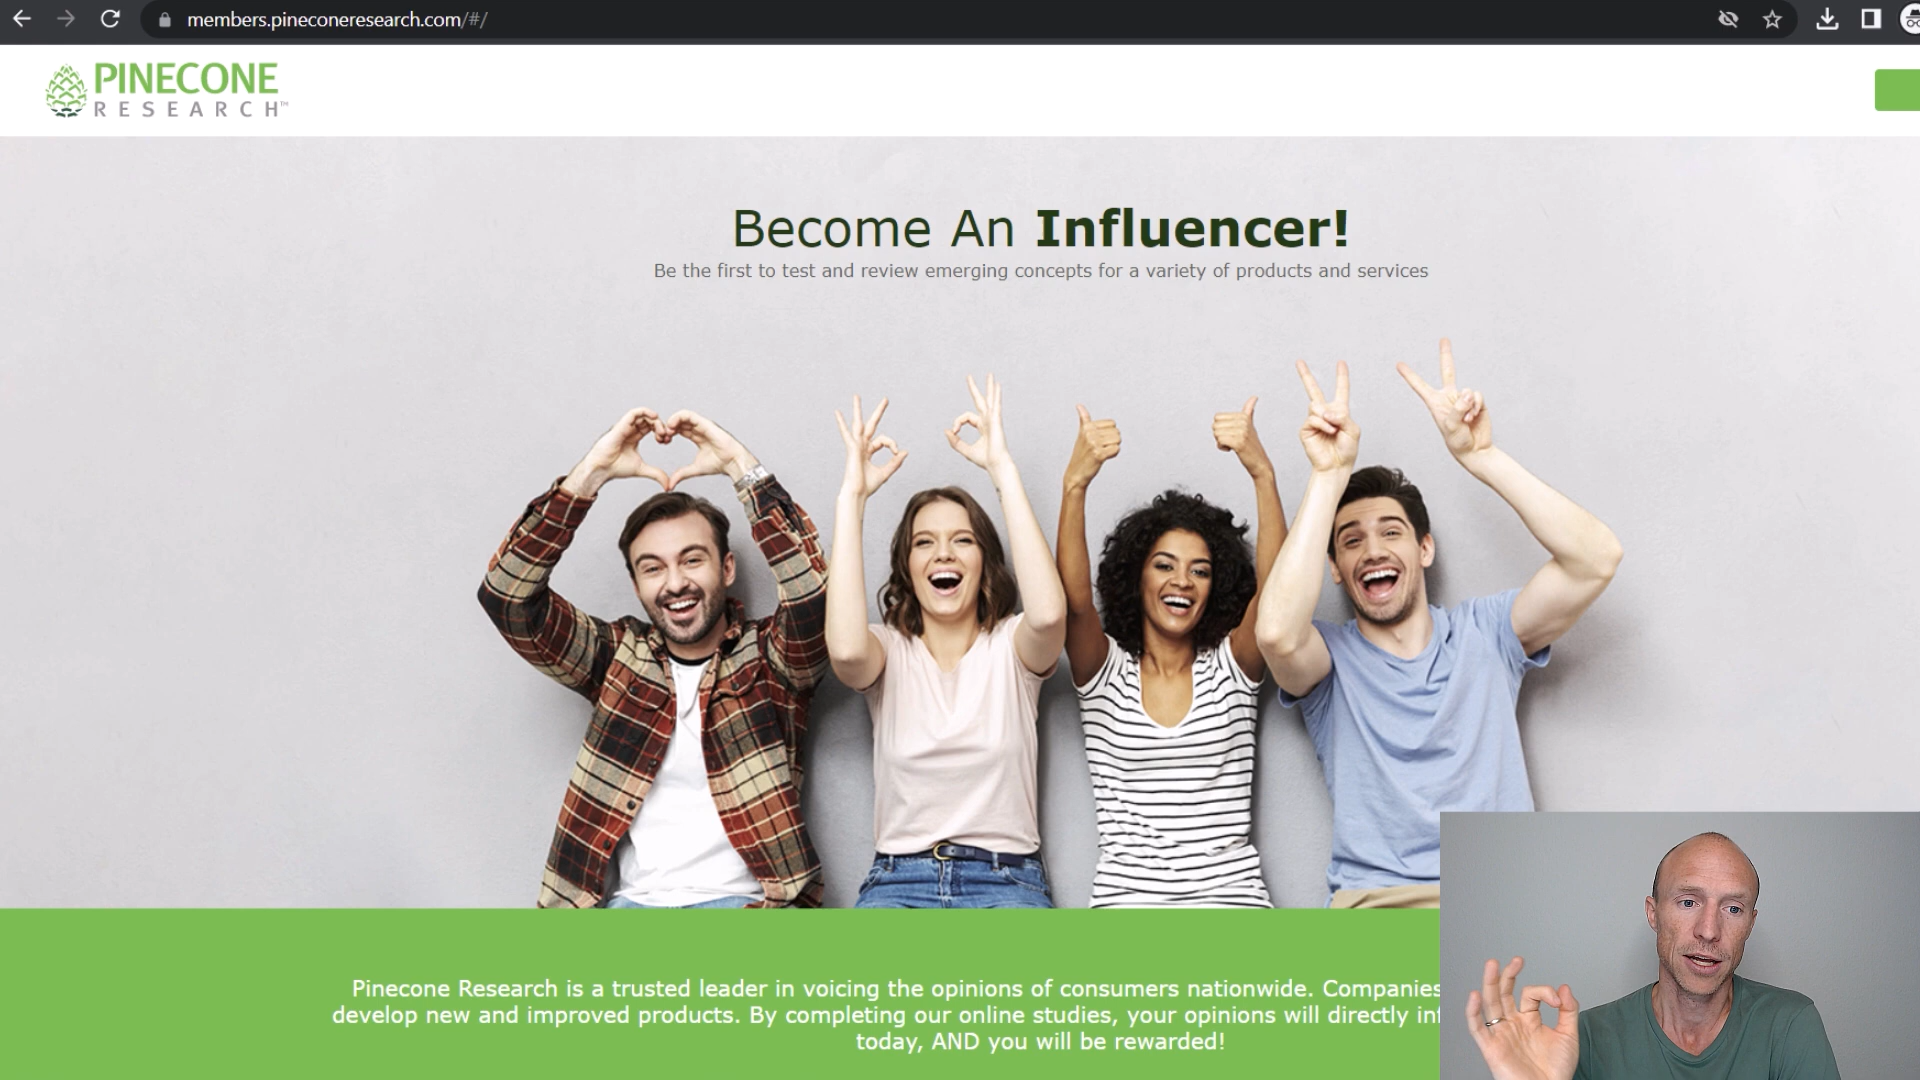 members.pineconeresearch.com/#/
PINECONE
RESEARCH™
Become An Influencer!
Be the first to test and review emerging concepts for a variety of products and services
Pinecone Research is a trusted leader in voicing the opinions of consumers nationwide. Companies
develop new and improved products. By completing our online studies, your opinions will directly
today, AND you will be rewarded!